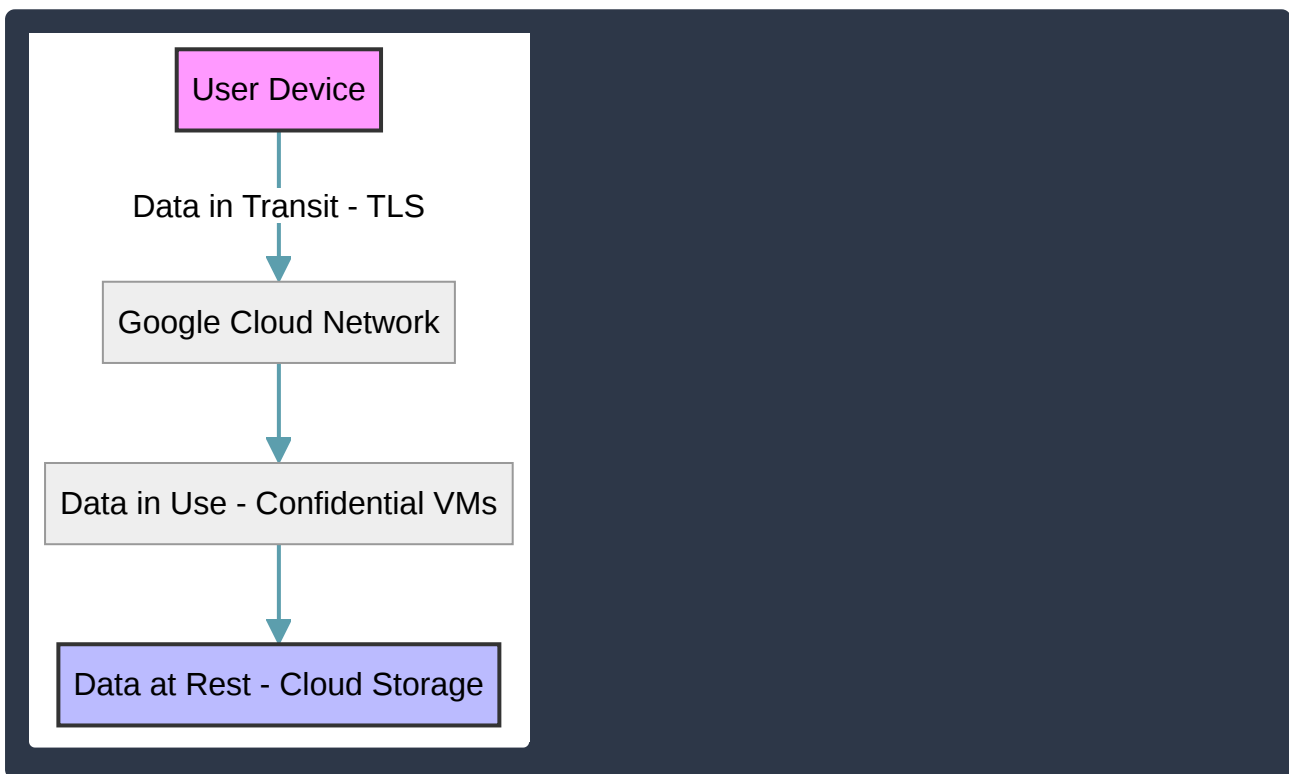 User Device
Data in Transit - TLS
Google Cloud Network
Data in Use - Confidential VMs
Data at Rest - Cloud Storage